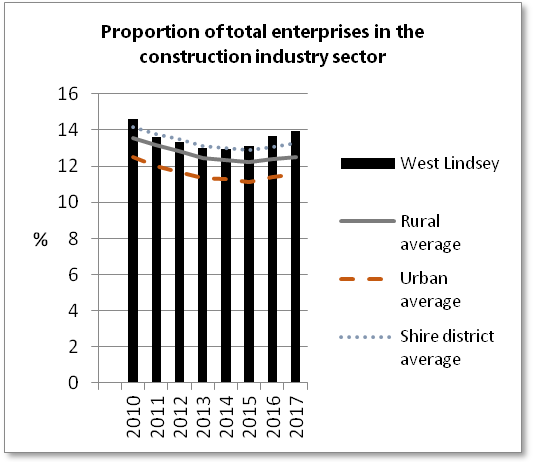 Proportion of total enterprises in the
construction industry sector
16
14
12
10
8
6
4
2
0
%
2010
2011
2012
2013
2014
2015
2016
2017
West Lindsey
Rural
average
Urban
average
Shire district
average